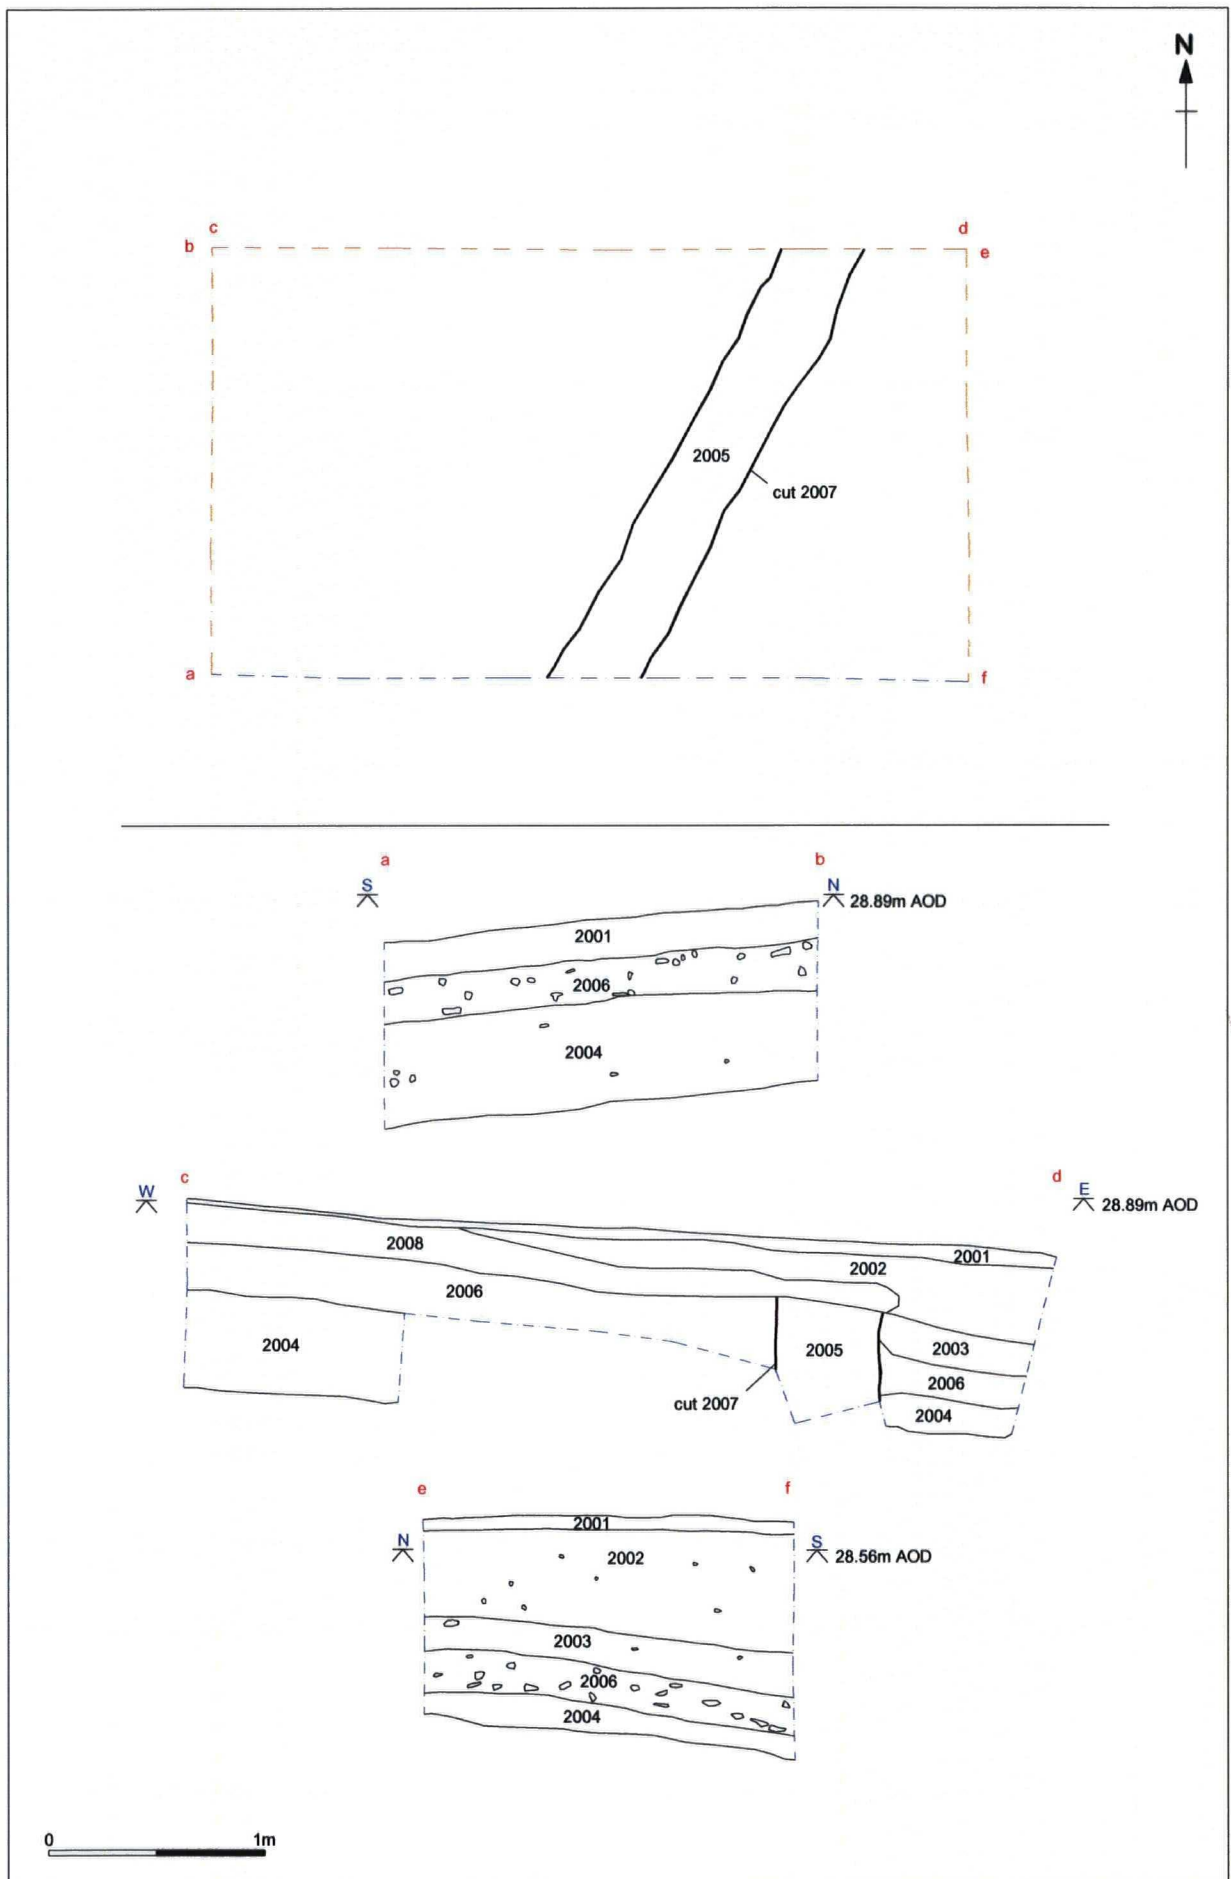 N
c d
b e
2005
cut 2007
a f
a b
S N 28.89m AOD
2001
2006
2004
c d
W E 28.89m AOD
2008 2001
2002
2006
2004 2005 2003
2006
cut 2007 2004
e f
2001
N 2002 S 28.56m AOD
2003
2006
2004
0 1m